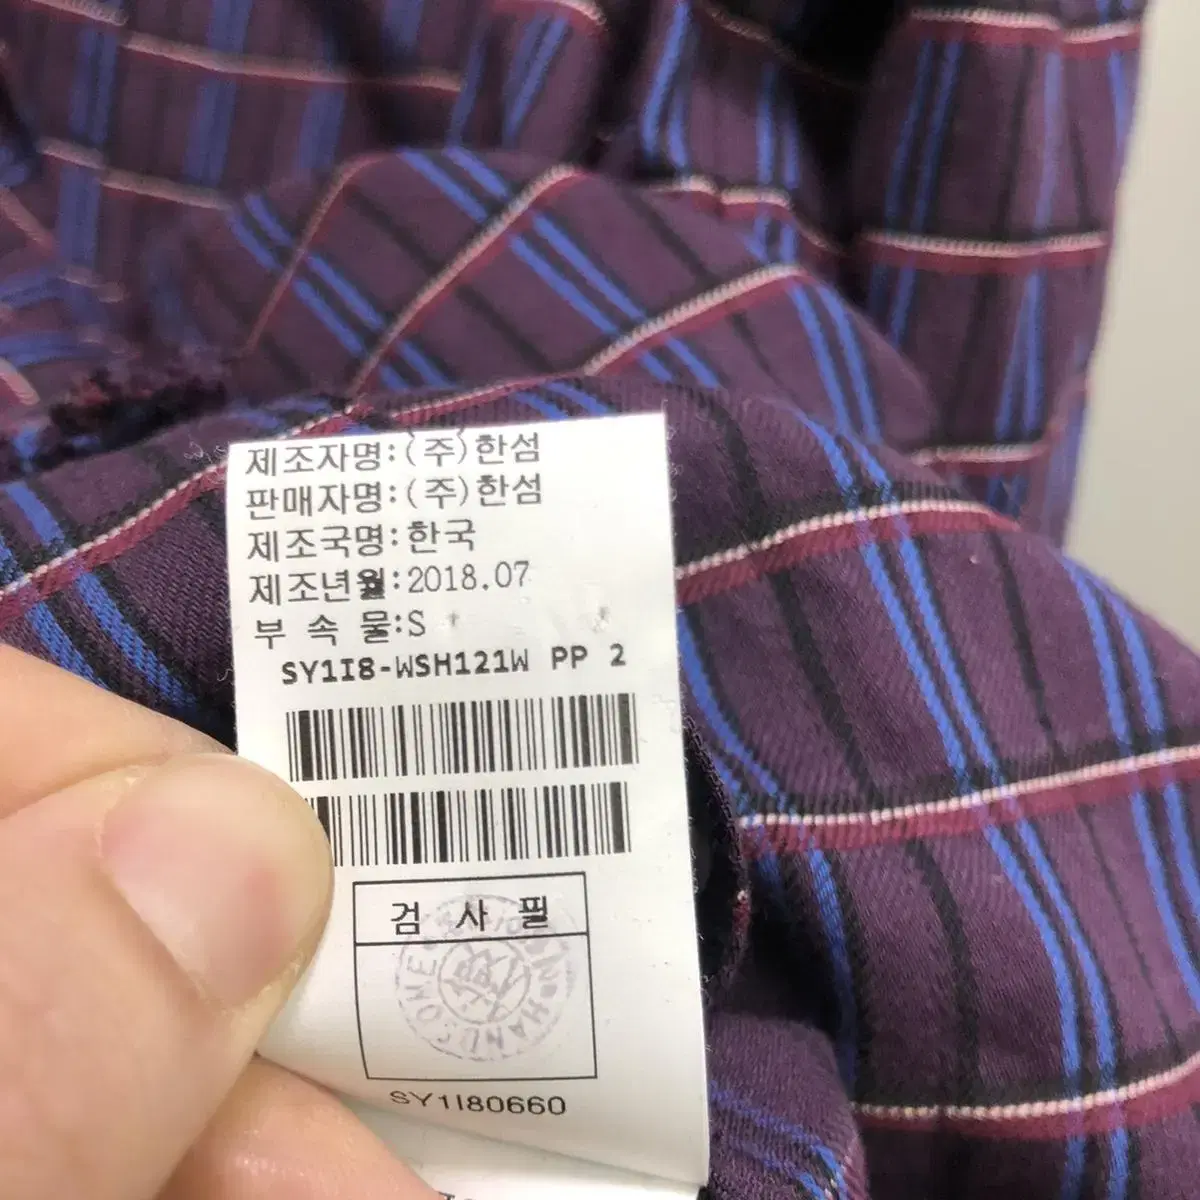 제조자명:(주)한섬
판매자명:(주)한섬
제조국명:한국
제조년월:2018.07
부 속 물:S
SY1I8-WSH121W PP 2
검 사 필
HANDSOME
SY1I80660